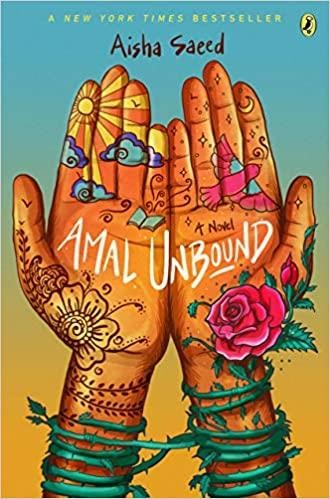 A NEW YORK TIMES BESTSELLER
Aisha Saeed
AMAL UNBOUND
A Novel